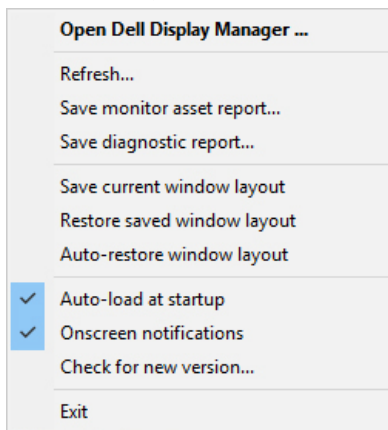 Open Dell Display Manager ...
Refresh...
Save monitor asset report...
Save diagnostic report...
Save current window layout
Restore saved window layout
Auto-restore window layout
Auto-load at startup
Onscreen notifications
Check for new version...
Exit